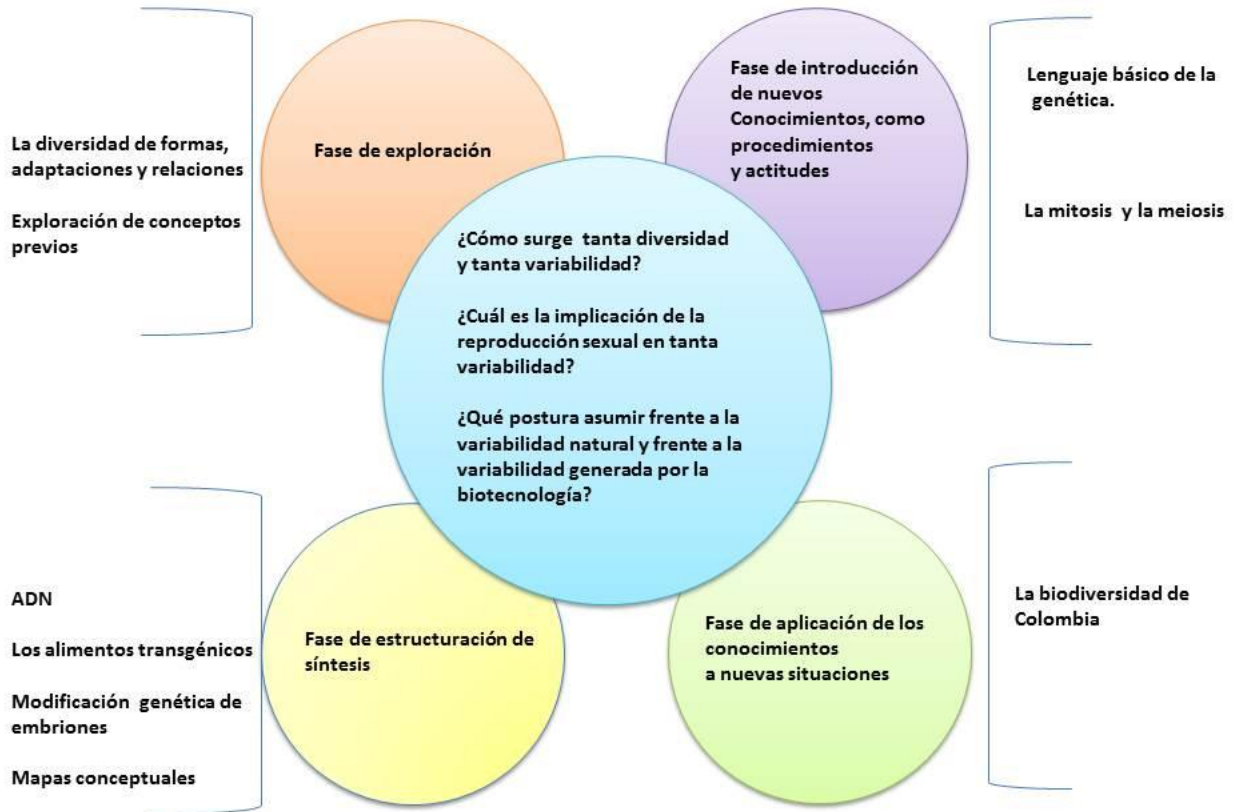 La diversidad de formas,
adaptaciones y relaciones
Exploración de conceptos
previos
Fase de exploración
Fase de introducción
de nuevos
Conocimientos, como
procedimientos
y actitudes
Lenguaje básico de la
genética.
La mitosis y la meiosis
¿Cómo surge tanta diversidad
y tanta variabilidad?
¿Cuál es la implicación de la
reproducción sexual en tanta
variabilidad?
¿Qué postura asumir frente a la
variabilidad natural y frente a la
variabilidad generada por la
biotecnología?
ADN
Los alimentos transgénicos
Modificación genética de
embriones
Mapas conceptuales
Fase de estructuración de
síntesis
Fase de aplicación de los
conocimientos
a nuevas situaciones
La biodiversidad de
Colombia